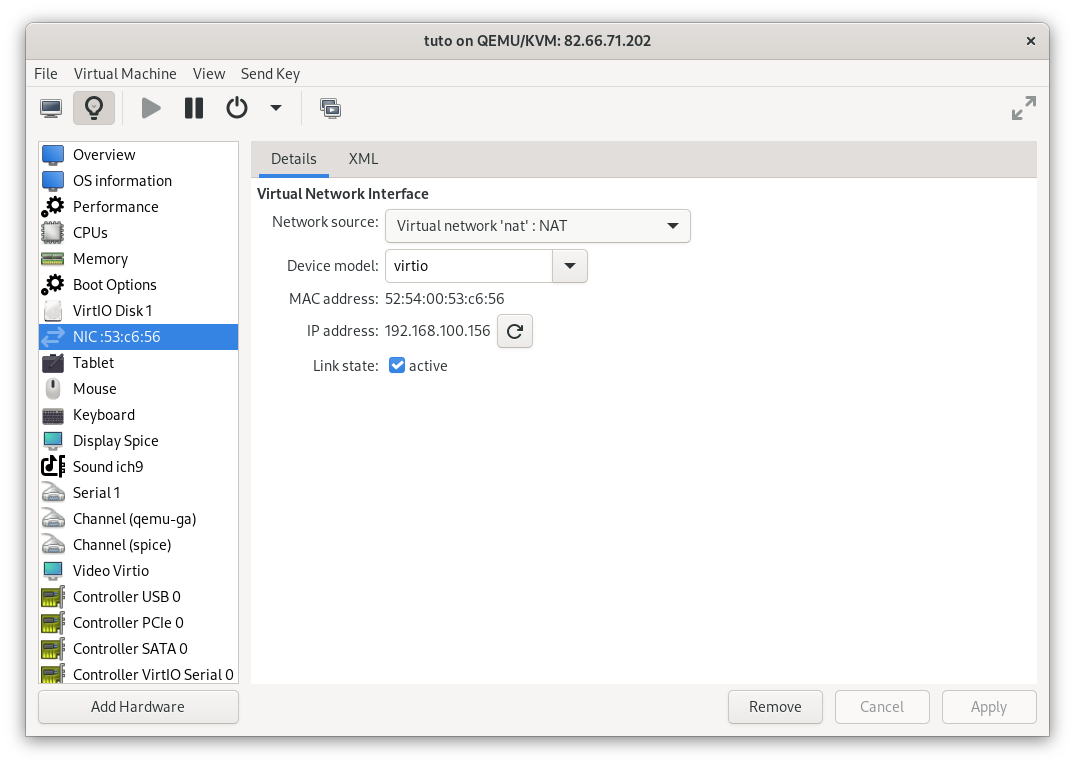 tuto on QEMU/KVM: 82.66.71.202
File Virtual Machine View Send Key
Overview
OS information
Performance
CPUs
Memory
Boot Options
VirtIO Disk 1
NIC :53:c6:56
Tablet
Mouse
Keyboard
Display Spice
Sound ich9
Serial 1
Channel (qemu-ga)
Channel (spice)
Video Virtio
Controller USB 0
Controller PCIe 0
Controller SATA 0
Controller VirtIO Serial 0
Add Hardware
Details XML
Virtual Network Interface
Network source: Virtual network 'nat' : NAT
Device model: virtio
MAC address: 52:54:00:53:c6:56
IP address: 192.168.100.156
Link state: active
Remove Cancel Apply